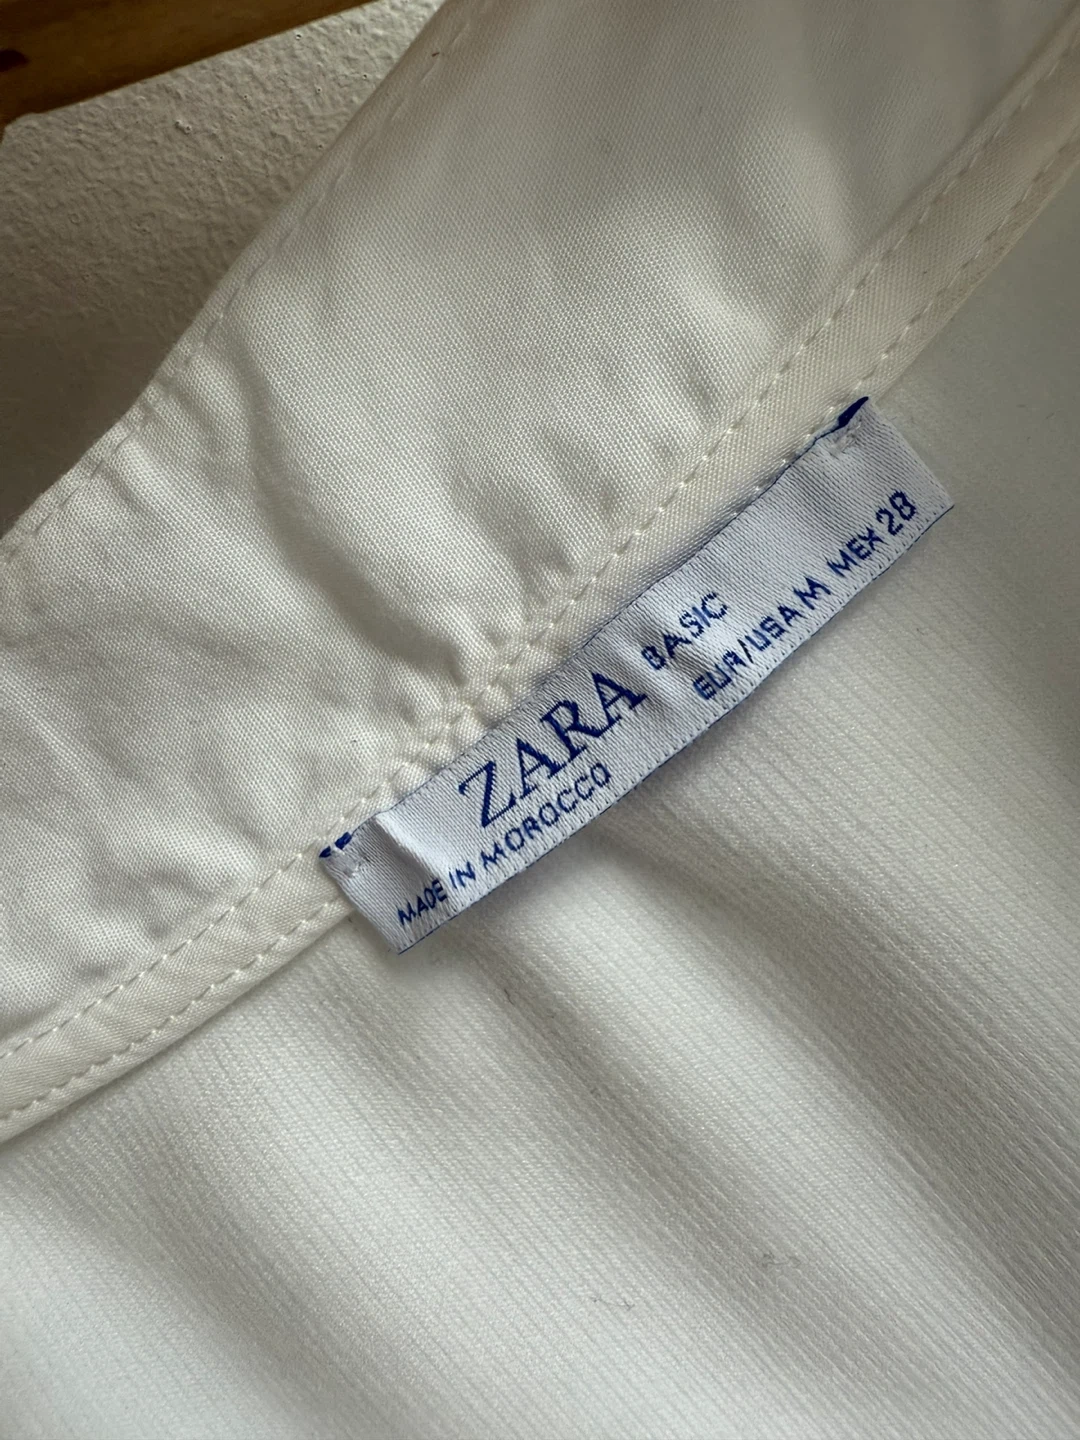 ZARA BASIC
MADE IN MOROCCO
EUR/USA M MEX 28